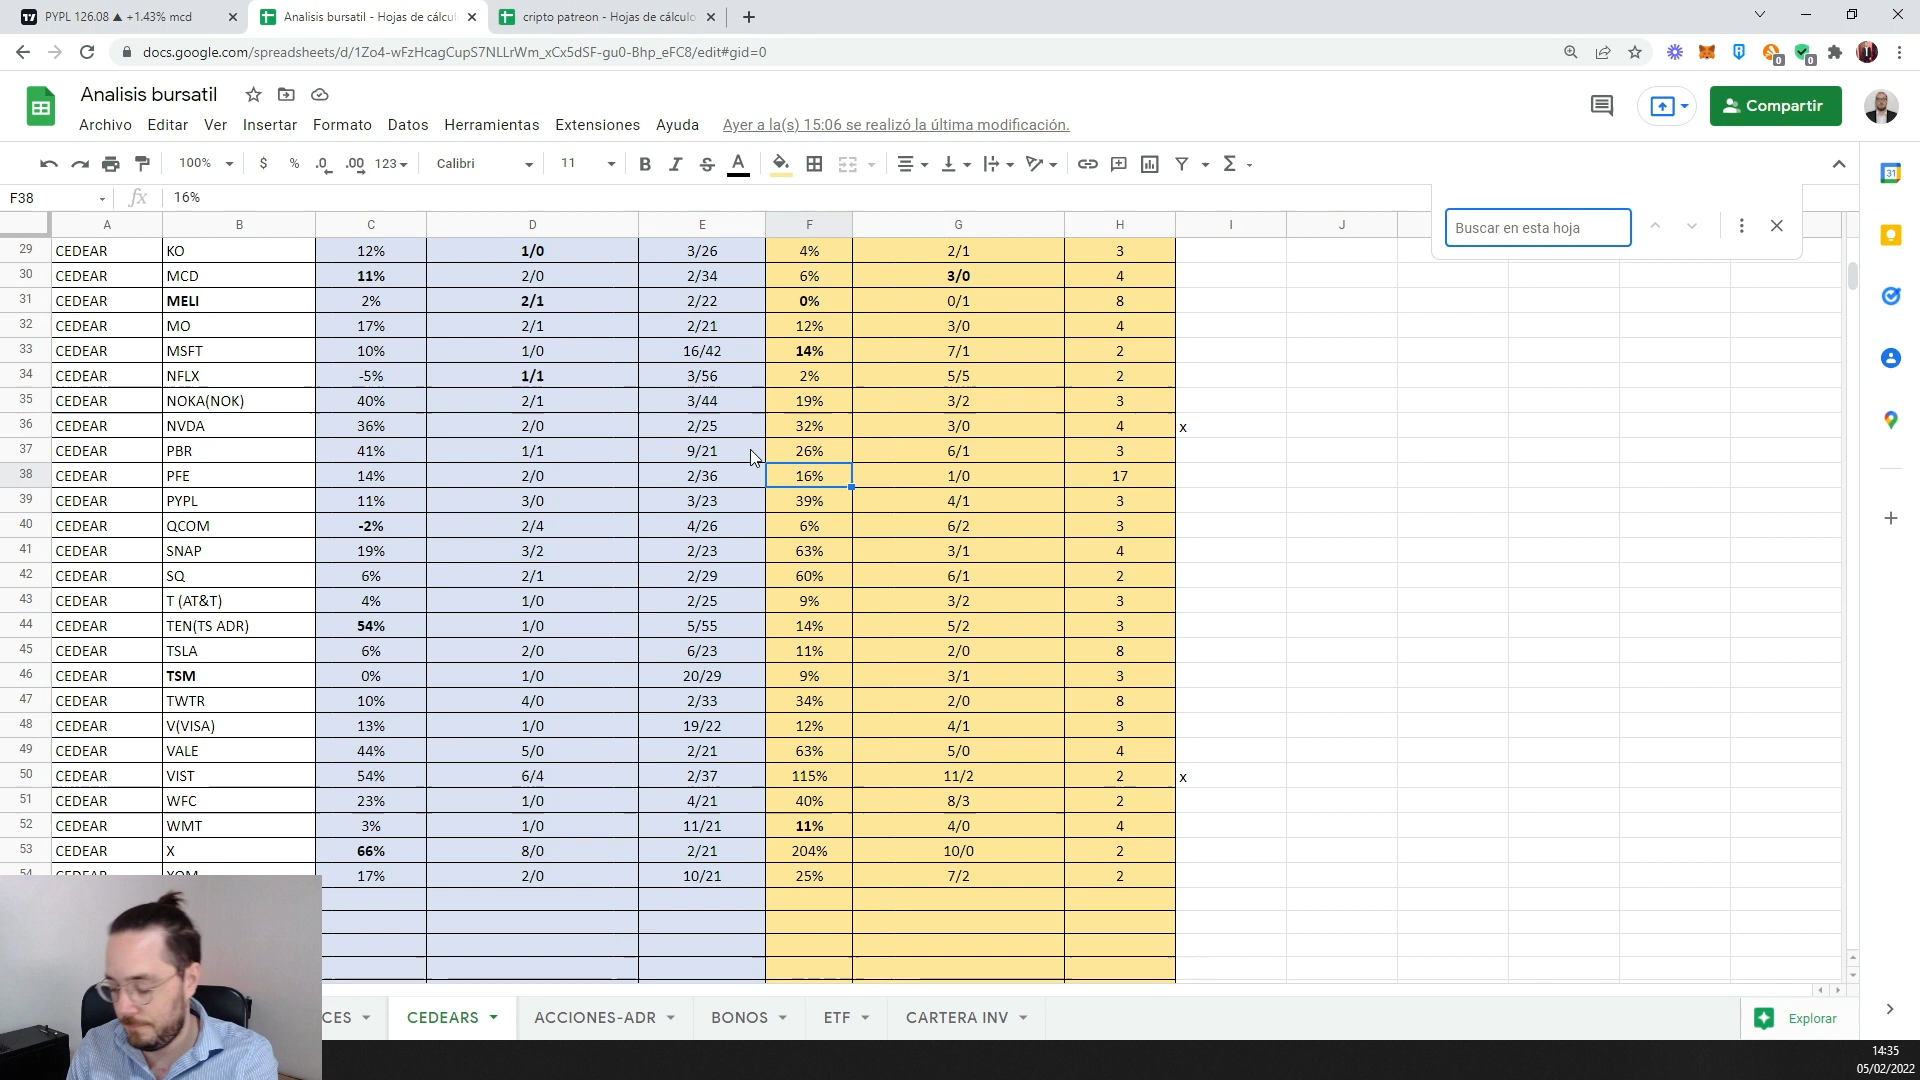 PYPL 126.08 ▲ +1.43% mcd
Analisis bursatil - Hojas de cálcul
cripto patreon - Hojas de cálculo
docs.google.com/spreadsheets/d/1Zo4-wFzHcagCupS7NLLrWm_xCx5dSF-gu0-Bhp_eFC8/edit#gid=0
0 0
Analisis bursatil
Compartir
Archivo Editar Ver Insertar Formato Datos Herramientas Extensiones Ayuda Ayer a la(s) 15:06 se realizó la última modificación.
100% $ % .0 .00 123 Calibri 11 B I S A Σ
31
F38 fx 16%
Buscar en esta hoja
A B C D E F G H I J
29 CEDEAR KO 12% 1/0 3/26 4% 2/1 3
30 CEDEAR MCD 11% 2/0 2/34 6% 3/0 4
31 CEDEAR MELI 2% 2/1 2/22 0% 0/1 8
32 CEDEAR MO 17% 2/1 2/21 12% 3/0 4
33 CEDEAR MSFT 10% 1/0 16/42 14% 7/1 2
34 CEDEAR NFLX -5% 1/1 3/56 2% 5/5 2
35 CEDEAR NOKA(NOK) 40% 2/1 3/44 19% 3/2 3
36 CEDEAR NVDA 36% 2/0 2/25 32% 3/0 4 x
37 CEDEAR PBR 41% 1/1 9/21 26% 6/1 3
38 CEDEAR PFE 14% 2/0 2/36 16% 1/0 17
39 CEDEAR PYPL 11% 3/0 3/23 39% 4/1 3
40 CEDEAR QCOM -2% 2/4 4/26 6% 6/2 3
41 CEDEAR SNAP 19% 3/2 2/23 63% 3/1 4
42 CEDEAR SQ 6% 2/1 2/29 60% 6/1 2
43 CEDEAR T (AT&T) 4% 1/0 2/25 9% 3/2 3
44 CEDEAR TEN(TS ADR) 54% 1/0 5/55 14% 5/2 3
45 CEDEAR TSLA 6% 2/0 6/23 11% 2/0 8
46 CEDEAR TSM 0% 1/0 20/29 9% 3/1 3
47 CEDEAR TWTR 10% 4/0 2/33 34% 2/0 8
48 CEDEAR V(VISA) 13% 1/0 19/22 12% 4/1 3
49 CEDEAR VALE 44% 5/0 2/21 63% 5/0 4
50 CEDEAR VIST 54% 6/4 2/37 115% 11/2 2 x
51 CEDEAR WFC 23% 1/0 4/21 40% 8/3 2
52 CEDEAR WMT 3% 1/0 11/21 11% 4/0 4
53 CEDEAR X 66% 8/0 2/21 204% 10/0 2
54 CEDEAR XOM 17% 2/0 10/21 25% 7/2 2
CES CEDEARS ACCIONES-ADR BONOS ETF CARTERA INV Explorar
14:35
05/02/2022